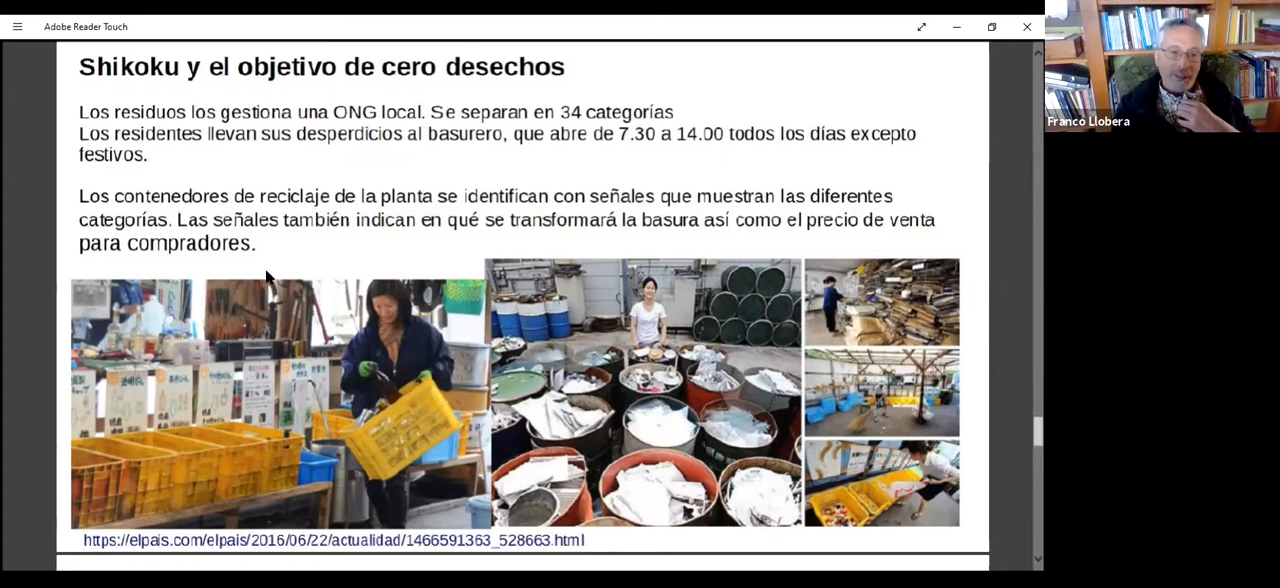 Adobe Reader Touch
Shikoku y el objetivo de cero desechos
Los residuos los gestiona una ONG local. Se separan en 34 categorías
Los residentes llevan sus desperdicios al basurero, que abre de 7.30 a 14.00 todos los días excepto
festivos.
Los contenedores de reciclaje de la planta se identifican con señales que muestran las diferentes
categorías. Las señales también indican en qué se transformará la basura así como el precio de venta
para compradores.
https://elpais.com/elpais/2016/06/22/actualidad/1466591363_528663.html
Franco Llobera